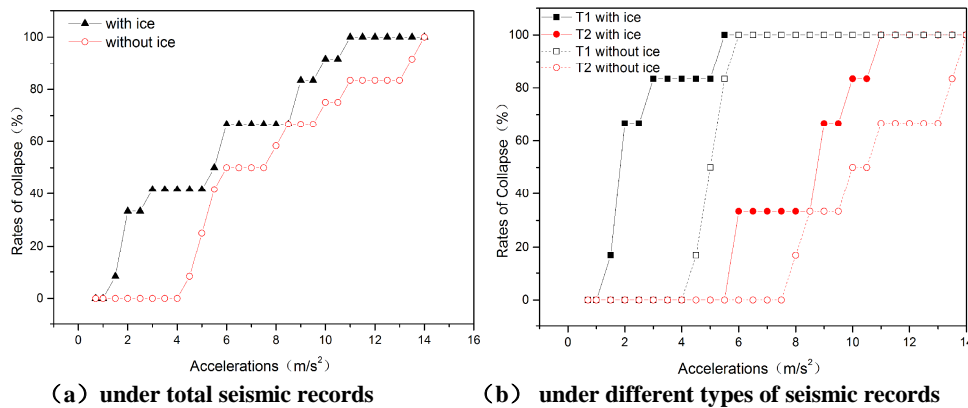 with ice
without ice
100
80
60
40
20
0
Rates of collapse（%）
0 2 4 6 8 10 12 14 16
Accelerations（m/s²）
（a）under total seismic records
T1 with ice
T2 with ice
T1 without ice
T2 without ice
100
80
60
40
20
0
Rates of Collapse（%）
0 2 4 6 8 10 12 14
Accelerations（m/s²）
（b）under different types of seismic records